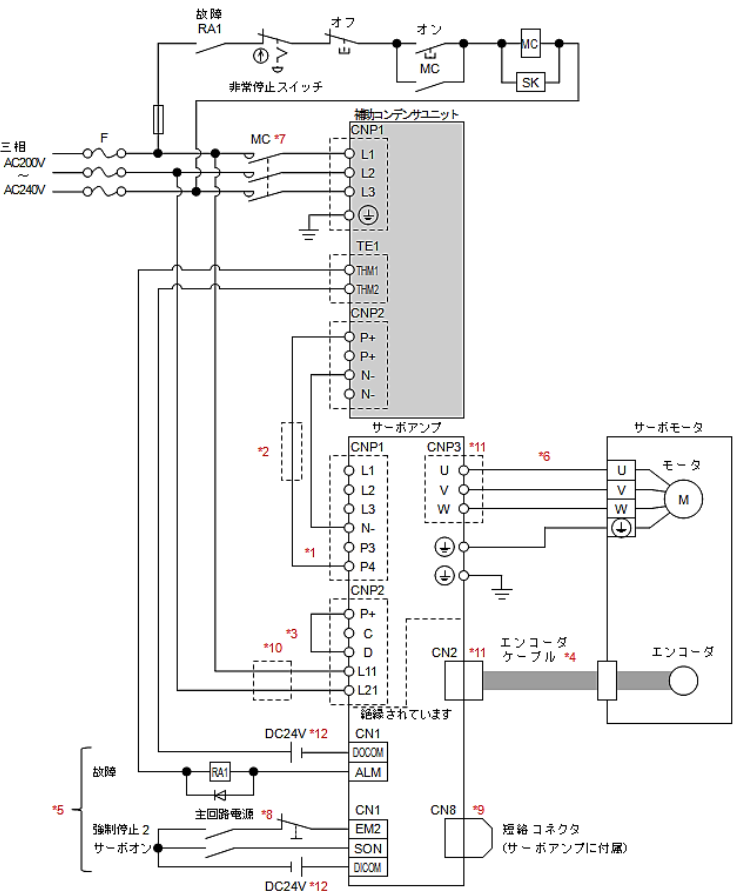 故障
RA1
オフ
オン
MC
MC
SK
非常停止スイッチ
補助コンデンサユニット
CNP1
三相
AC200V
～
AC240V
F
MC *7
L1
L2
L3
TE1
THM1
THM2
CNP2
P+
P+
N-
N-
サーボアンプ
サーボモータ
*2
CNP1
L1
L2
L3
N-
P3
P4
*1
CNP3 *11
U
V
W
*6
U
V
W
モータ
M
CNP2
P+
C
D
L11
L21
*3
*10
絶縁されています
CN2 *11
エンコーダ
ケーブル *4
エンコーダ
DC24V *12
CN1
DOCOM
ALM
故障
RA1
*5
主回路電源 *8
CN1
EM2
SON
DICOM
強制停止2
サーボオン
DC24V *12
CN8 *9
短絡コネクタ
(サーボアンプに付属)